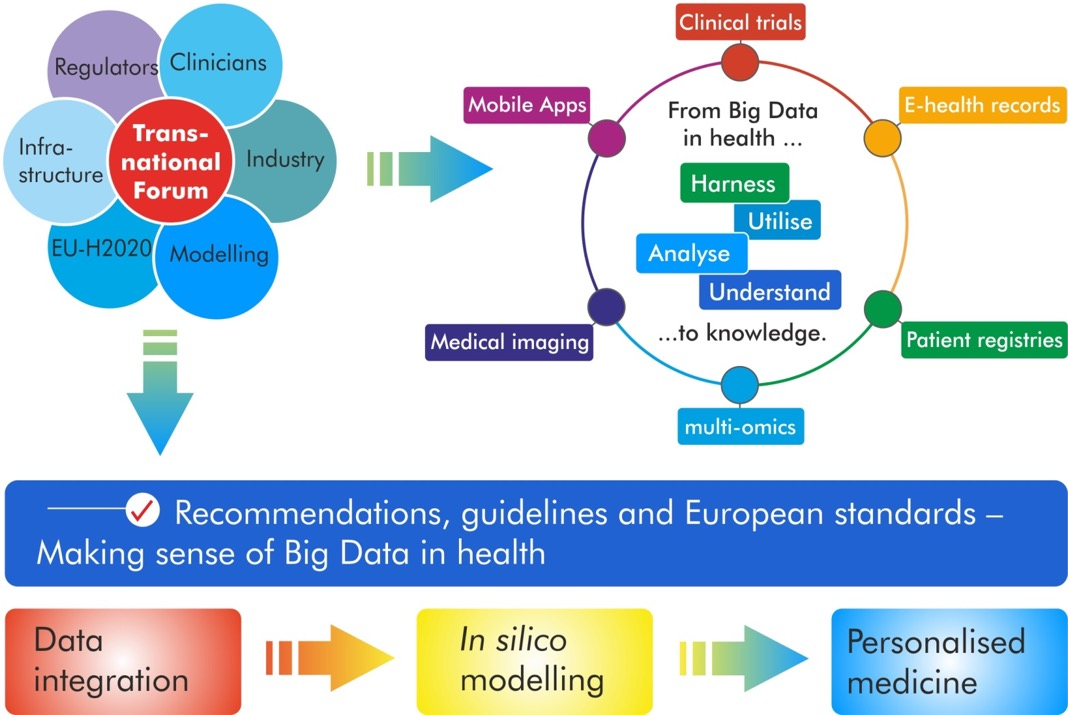 Regulators
Clinicians
Infra-
structure
Trans-
national
Forum
Industry
EU-H2020
Modelling
Clinical trials
Mobile Apps
E-health records
From Big Data
in health ...
Harness
Utilise
Analyse
Understand
...to knowledge.
Medical imaging
Patient registries
multi-omics
Recommendations, guidelines and European standards –
Making sense of Big Data in health
Data
integration
In silico
modelling
Personalised
medicine